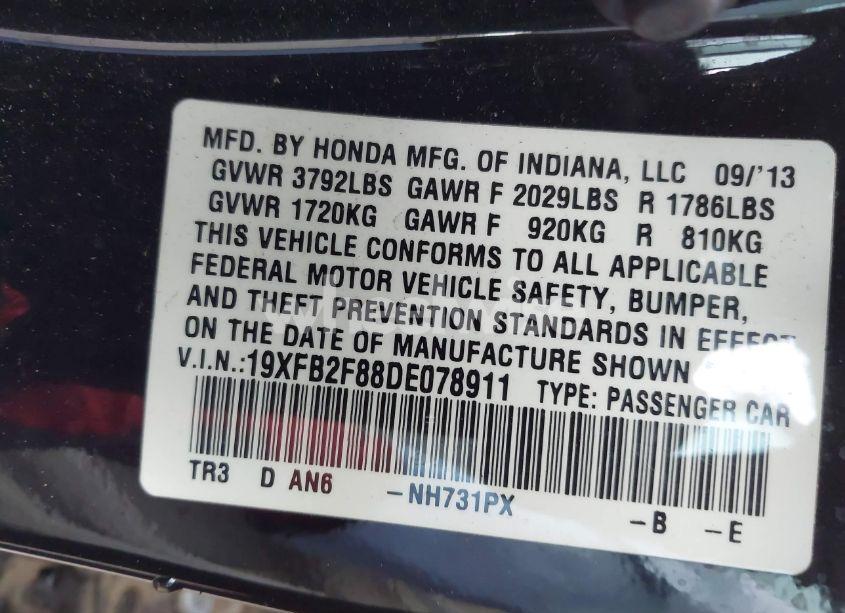 MFD. BY HONDA MFG. OF INDIANA, LLC 09/'13
GVWR 3792LBS GAWR F 2029LBS R 1786LBS
GVWR 1720KG GAWR F 920KG R 810KG
THIS VEHICLE CONFORMS TO ALL APPLICABLE
FEDERAL MOTOR VEHICLE SAFETY, BUMPER,
AND THEFT PREVENTION STANDARDS IN EFFECT
ON THE DATE OF MANUFACTURE SHOWN
V.I.N.:19XFB2F88DE078911 TYPE: PASSENGER CAR
TR3 D AN6 -NH731PX -B -E